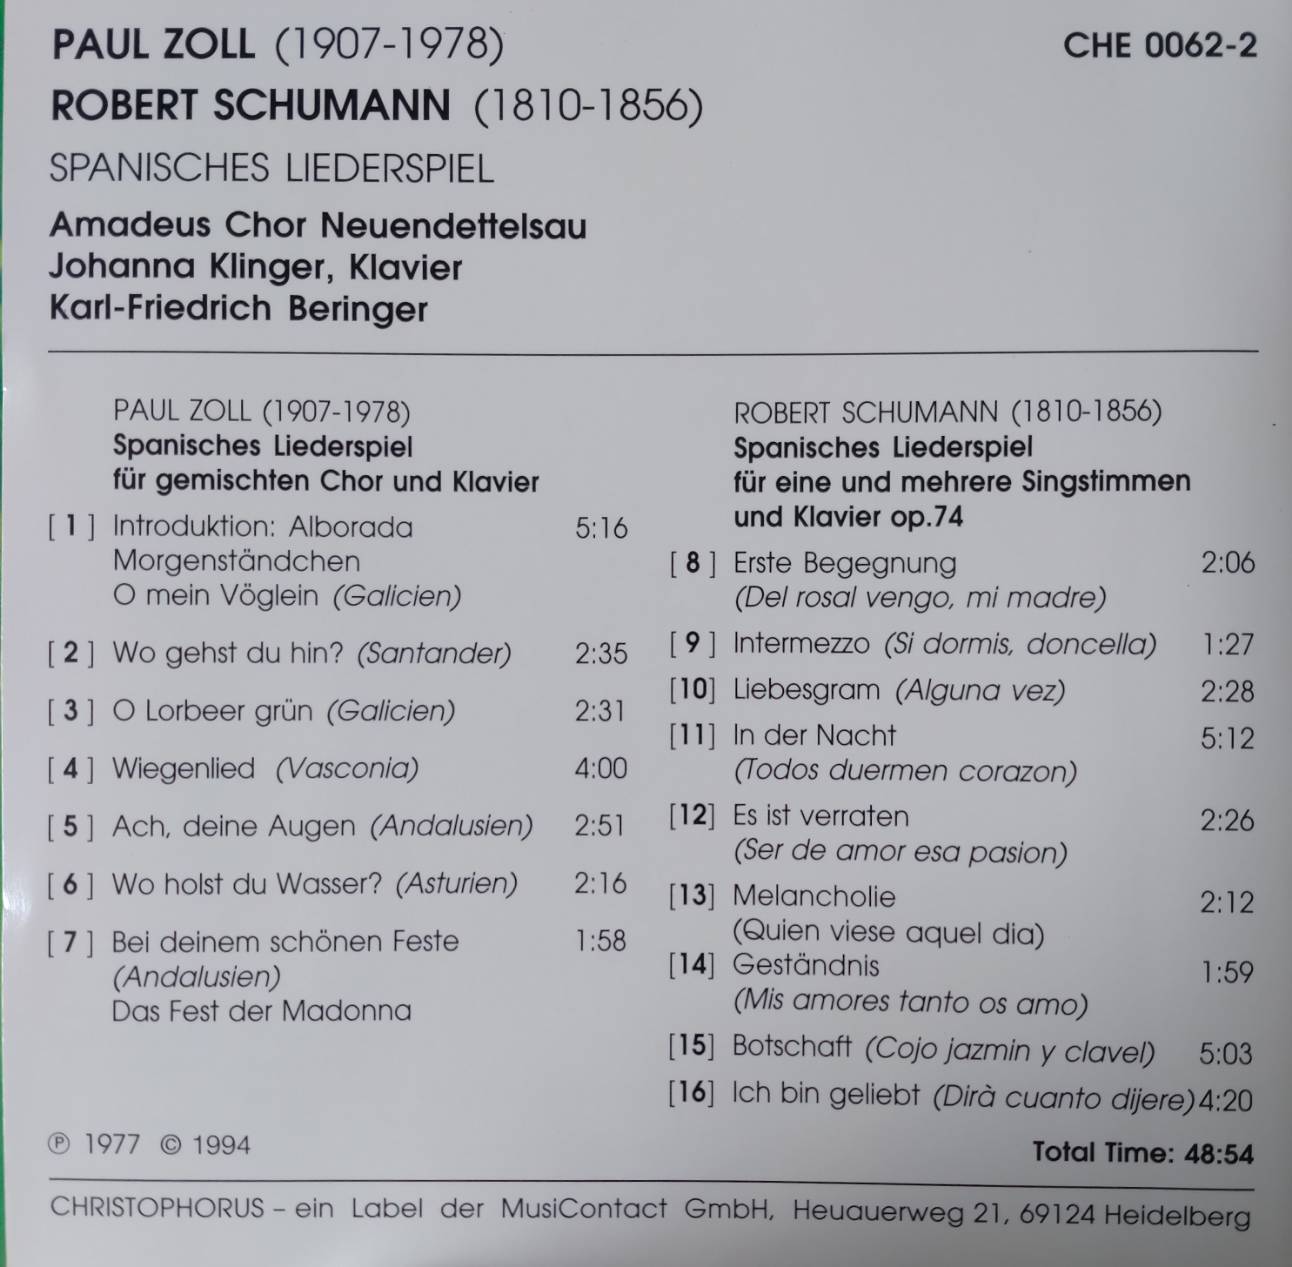 PAUL ZOLL (1907-1978)
CHE 0062-2
ROBERT SCHUMANN (1810-1856)
SPANISCHES LIEDERSPIEL
Amadeus Chor Neuendettelsau
Johanna Klinger, Klavier
Karl-Friedrich Beringer
PAUL ZOLL (1907-1978)
Spanisches Liederspiel
für gemischten Chor und Klavier
[ 1 ] Introduktion: Alborada 5:16
Morgenständchen
O mein Vöglein (Galicien)
[ 2 ] Wo gehst du hin? (Santander) 2:35
[ 3 ] O Lorbeer grün (Galicien) 2:31
[ 4 ] Wiegenlied (Vasconia) 4:00
[ 5 ] Ach, deine Augen (Andalusien) 2:51
[ 6 ] Wo holst du Wasser? (Asturien) 2:16
[ 7 ] Bei deinem schönen Feste 1:58
(Andalusien)
Das Fest der Madonna
ROBERT SCHUMANN (1810-1856)
Spanisches Liederspiel
für eine und mehrere Singstimmen
und Klavier op.74
[ 8 ] Erste Begegnung 2:06
(Del rosal vengo, mi madre)
[ 9 ] Intermezzo (Si dormis, doncella) 1:27
[10] Liebesgram (Alguna vez) 2:28
[11] In der Nacht 5:12
(Todos duermen corazon)
[12] Es ist verraten 2:26
(Ser de amor esa pasion)
[13] Melancholie 2:12
(Quien viese aquel dia)
[14] Geständnis 1:59
(Mis amores tanto os amo)
[15] Botschaft (Cojo jazmin y clavel) 5:03
[16] Ich bin geliebt (Dirà cuanto dijere) 4:20
Ⓟ 1977 © 1994
Total Time: 48:54
CHRISTOPHORUS – ein Label der MusiContact GmbH, Heuauerweg 21, 69124 Heidelberg